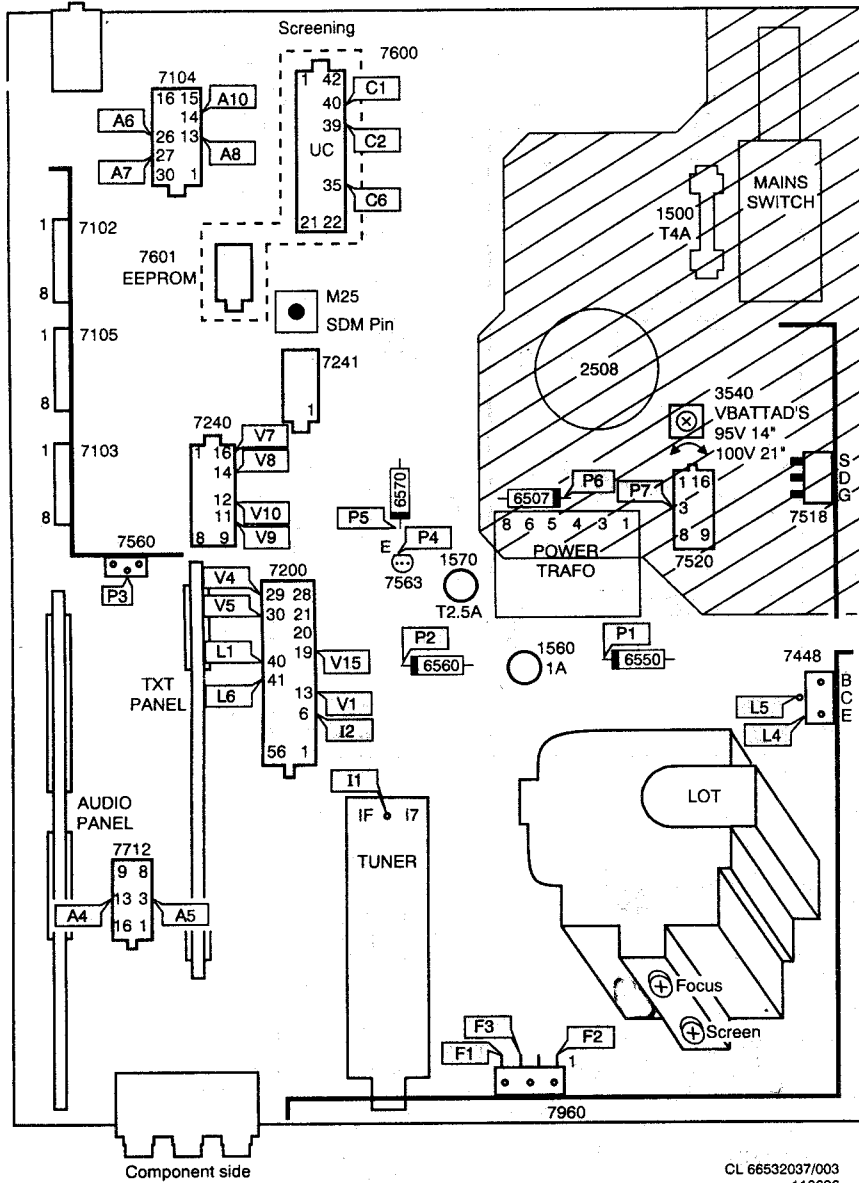 Screening
7600
7104
16 15
A10
14
A6
26 13
A8
27
A7
30 1
1 42
40
C1
39
C2
UC
35
C6
21 22
MAINS
SWITCH
1500
T4A
1
7102
8
7601
EEPROM
M25
SDM Pin
1
7105
8
7241
1
2508
3540
VBATTAD'S
95V 14"
100V 21"
1
7103
8
7240
1 16
V7
14
V8
12
V10
11
V9
8 9
6570
P5
P4
E
7563
6507
P6
P7
8 6 5 4 3 1
POWER
TRAFO
1 16
3
8 9
7520
S
D
G
7518
7560
P3
7200
V4
29 28
V5
30 21
20
L1
40 19
V15
L6
41
13
V1
6
I2
56 1
1570
T2.5A
P2
6560
1560
1A
P1
6550
7448
B
C
E
L5
L4
TXT
PANEL
AUDIO
PANEL
7712
9 8
13 3
A4
A5
16 1
I1
IF I7
TUNER
LOT
Focus
Screen
F3
F1
F2
1
7960
Component side
CL 66532037/003